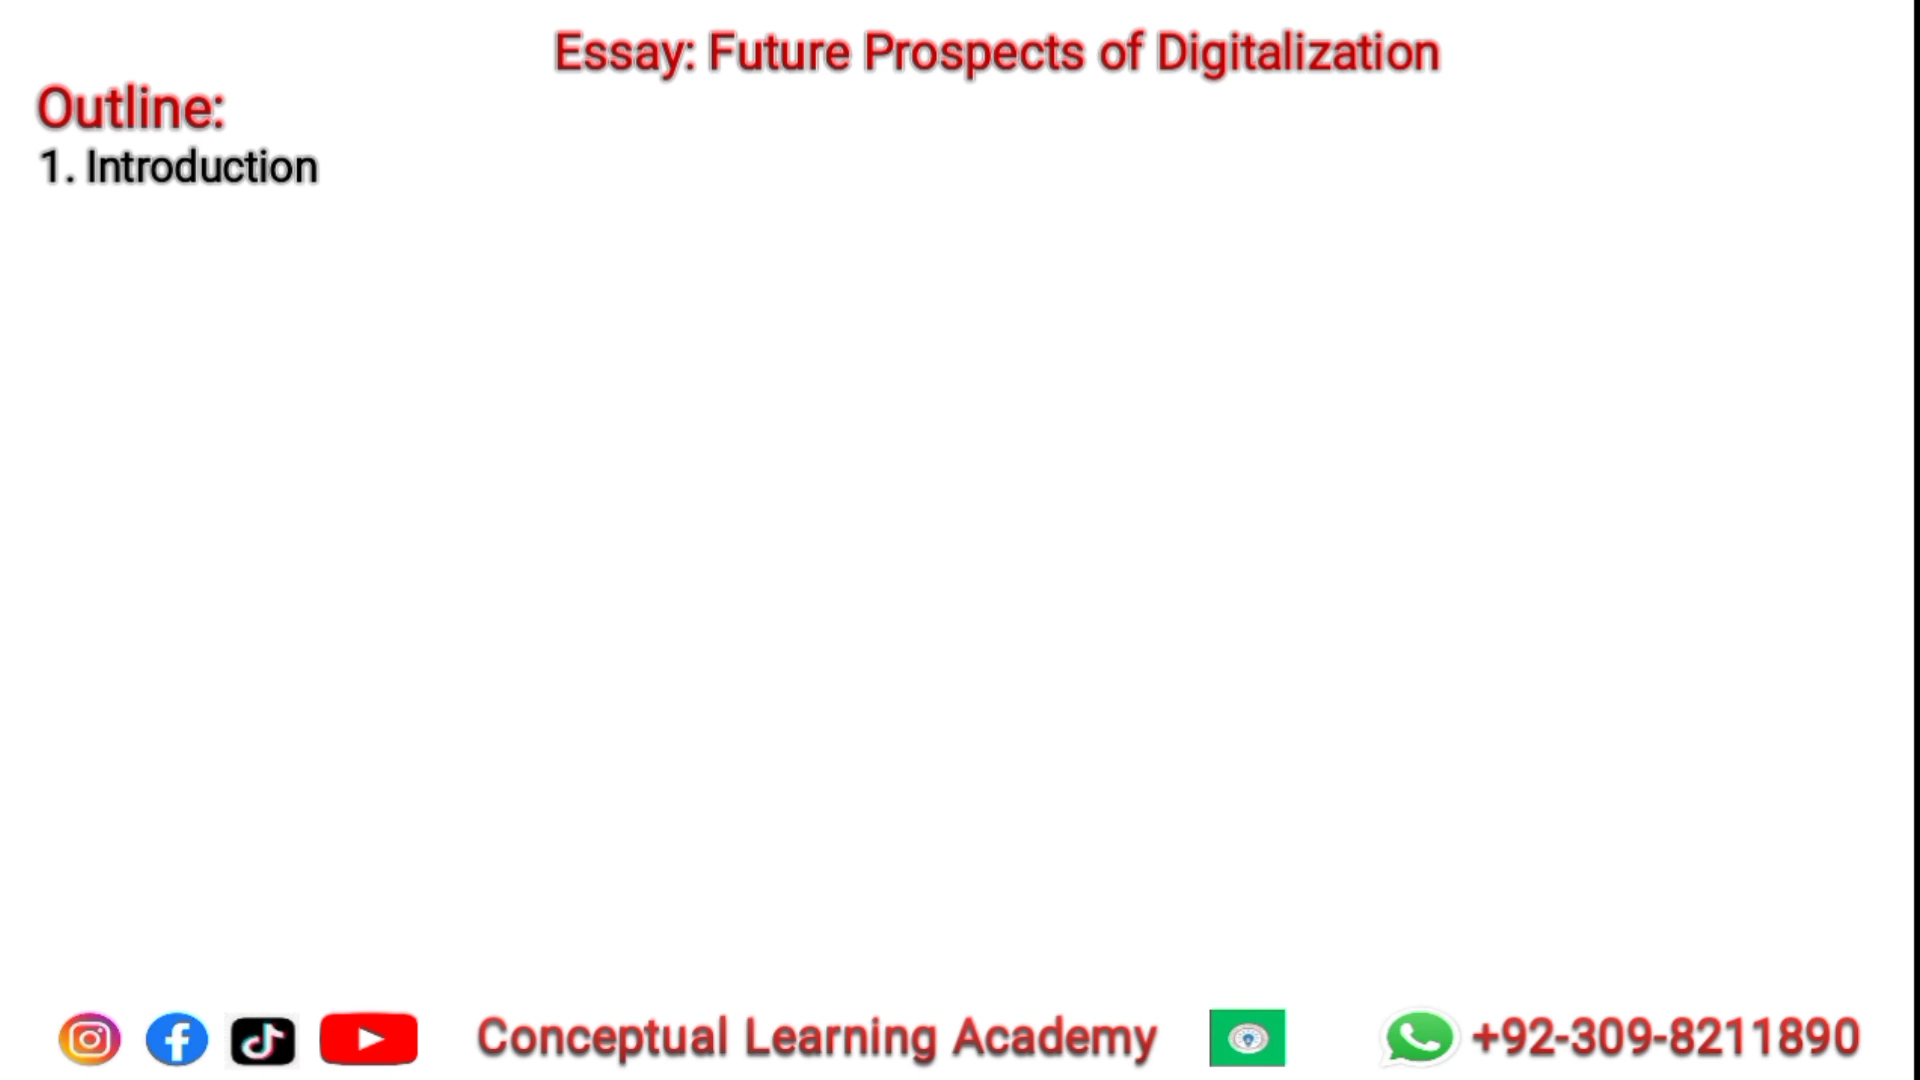 Essay: Future Prospects of Digitalization
Outline:
1. Introduction
Conceptual Learning Academy
+92-309-8211890